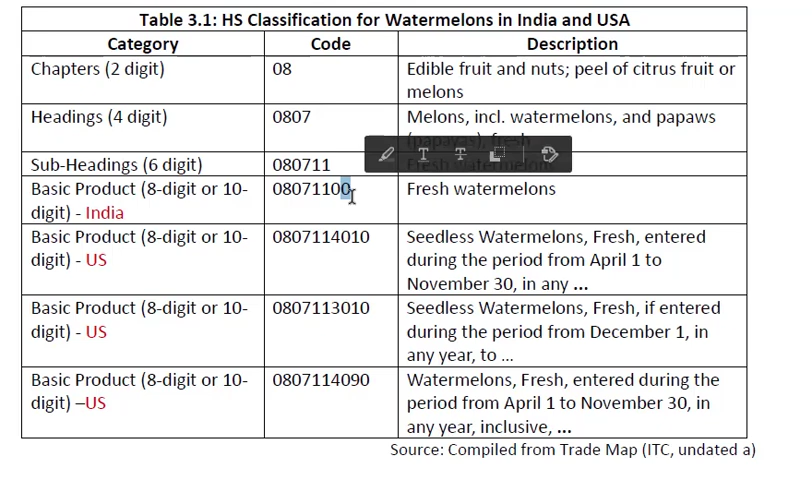 Table 3.1: HS Classification for Watermelons in India and USA
Category Code Description
Chapters (2 digit) 08 Edible fruit and nuts; peel of citrus fruit or
melons
Headings (4 digit) 0807 Melons, incl. watermelons, and papaws
(papayas), fresh
Sub-Headings (6 digit) 080711 Fresh watermelons
Basic Product (8-digit or 10- 08071100 Fresh watermelons
digit) - India
Basic Product (8-digit or 10- 0807114010 Seedless Watermelons, Fresh, entered
digit) - US during the period from April 1 to
November 30, in any ...
Basic Product (8-digit or 10- 0807113010 Seedless Watermelons, Fresh, if entered
digit) - US during the period from December 1, in
any year, to ...
Basic Product (8-digit or 10- 0807114090 Watermelons, Fresh, entered during the
digit) –US period from April 1 to November 30, in
any year, inclusive, ...
Source: Compiled from Trade Map (ITC, undated a)